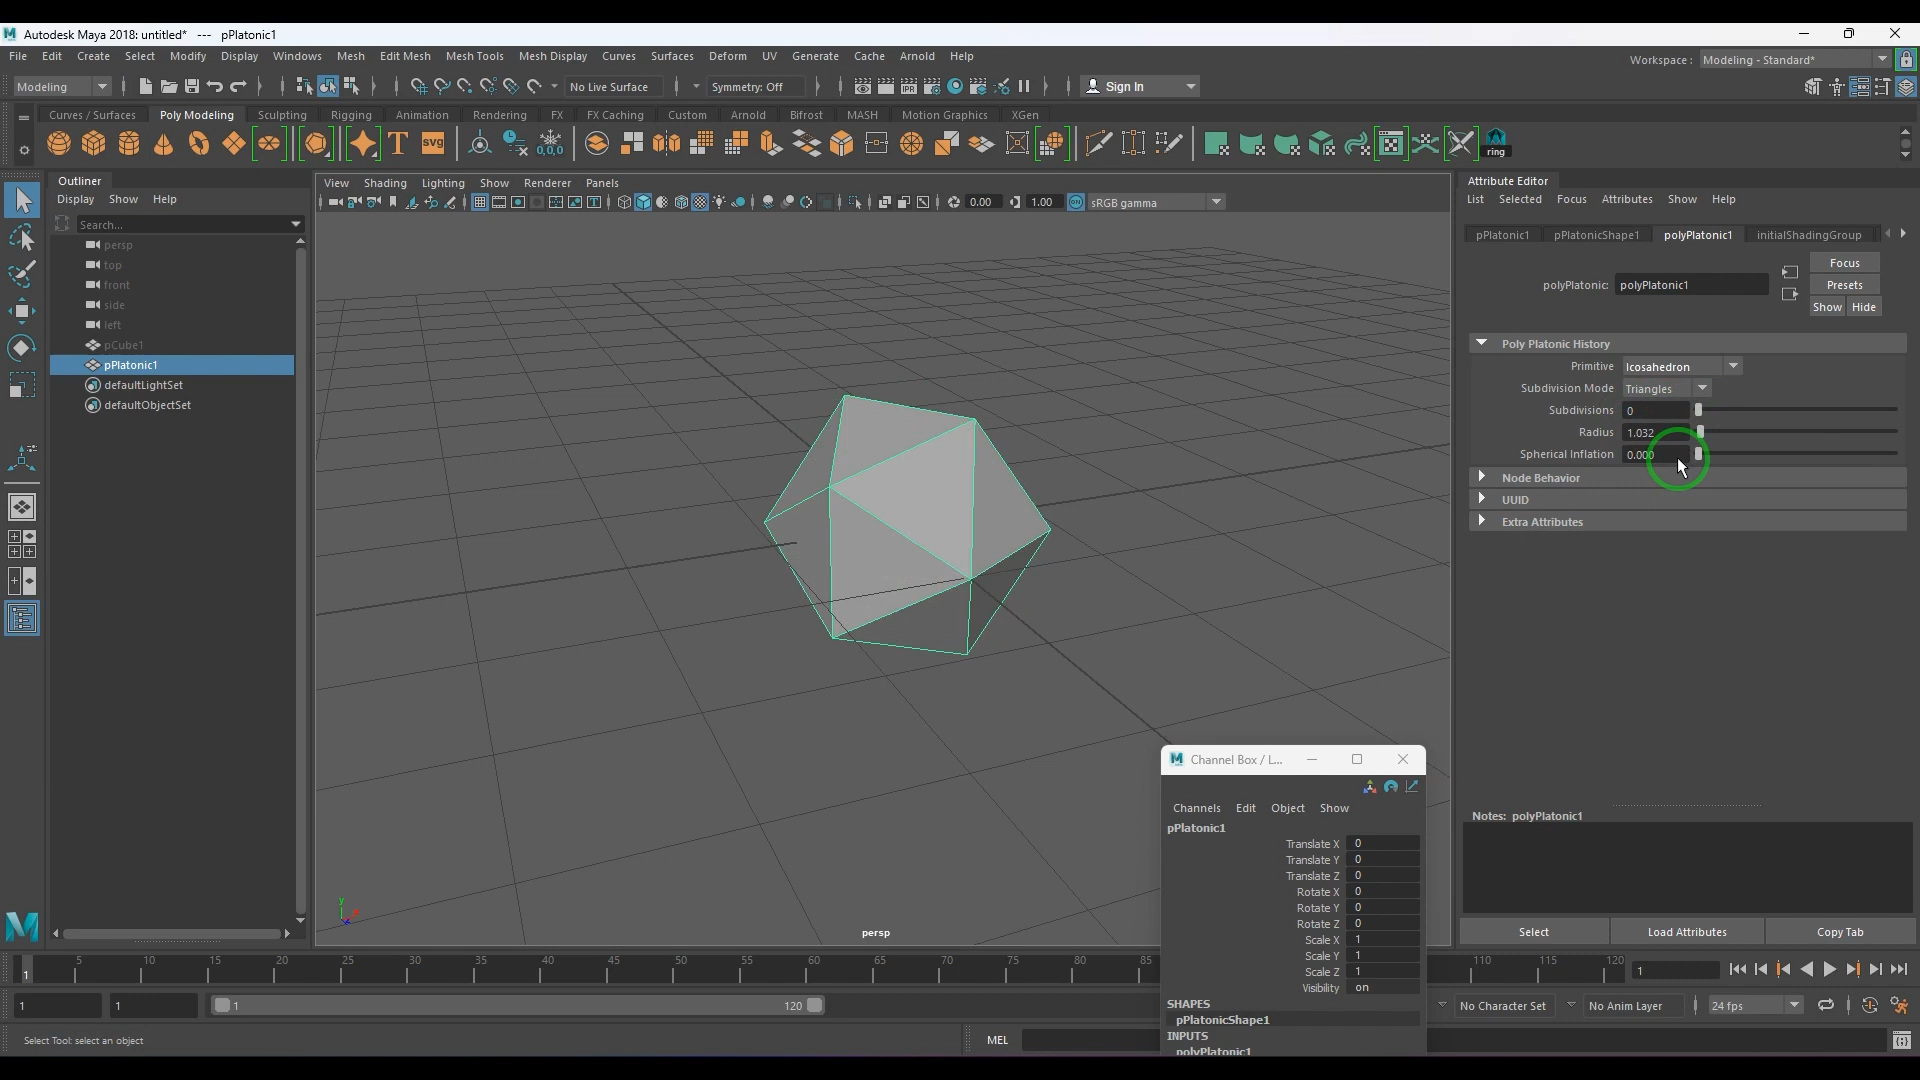 Autodesk Maya 2018: untitled* --- pPlatonic1
File Edit Create Select Modify Display Windows Mesh Edit Mesh Mesh Tools Mesh Display Curves Surfaces Deform UV Generate Cache Arnold Help
Workspace : Modeling - Standard*
Modeling
No Live Surface
Symmetry: Off
Sign In
Curves / Surfaces Poly Modeling Sculpting Rigging Animation Rendering FX FX Caching Custom Arnold Bifrost MASH Motion Graphics XGen
T
SVG
0,0,0
IPR
ring
Outliner
Display Show Help
Search...
persp
top
front
side
left
pCube1
pPlatonic1
defaultLightSet
defaultObjectSet
View Shading Lighting Show Renderer Panels
0.00
1.00
sRGB gamma
persp
y
Attribute Editor
List Selected Focus Attributes Show Help
pPlatonic1 pPlatonicShape1 polyPlatonic1 initialShadingGroup
polyPlatonic: polyPlatonic1
Focus
Presets
Show Hide
Poly Platonic History
Primitive Icosahedron
Subdivision Mode Triangles
Subdivisions 0
Radius 1.032
Spherical Inflation 0.000
Node Behavior
UUID
Extra Attributes
Notes: polyPlatonic1
Select Load Attributes Copy Tab
Channel Box / L...
Channels Edit Object Show
pPlatonic1
Translate X 0
Translate Y 0
Translate Z 0
Rotate X 0
Rotate Y 0
Rotate Z 0
Scale X 1
Scale Y 1
Scale Z 1
Visibility on
SHAPES
pPlatonicShape1
INPUTS
polyPlatonic1
1 5 10 15 20 25 30 35 40 45 50 55 60 65 70 75 80 85 110 115 120
1
1 1 1 120
No Character Set No Anim Layer 24 fps
Select Tool: select an object
MEL